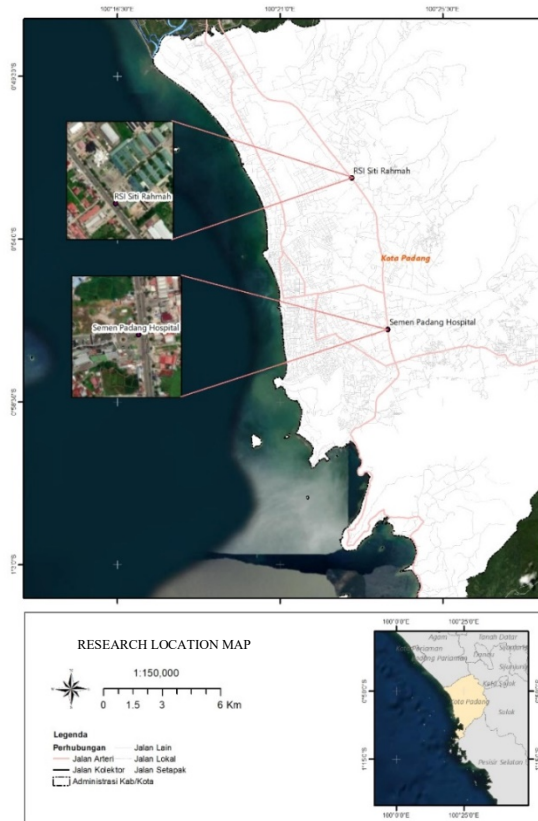 100°16'30"E 100°21'0"E 100°25'30"E
RSI Siti Rahmah
RSI Siti Rahmah
Kota Padang
Semen Padang Hospital
Semen Padang Hospital
RESEARCH LOCATION MAP
1:150,000
0 1.5 3 6 Km
Legenda
Perhubungan
Jalan Arteri
Jalan Kolektor
Administrasi Kab/Kota
Jalan Lain
Jalan Lokal
Jalan Setapak
100°0'0"E 100°25'0"E
Agam
Tanah Datar
Kota Padang
Solok
Pesisir Selatan
100°0'0"E 100°25'0"E